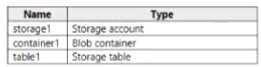 Name Type
storage1 Storage account
container1 Blob container
table1 Storage table